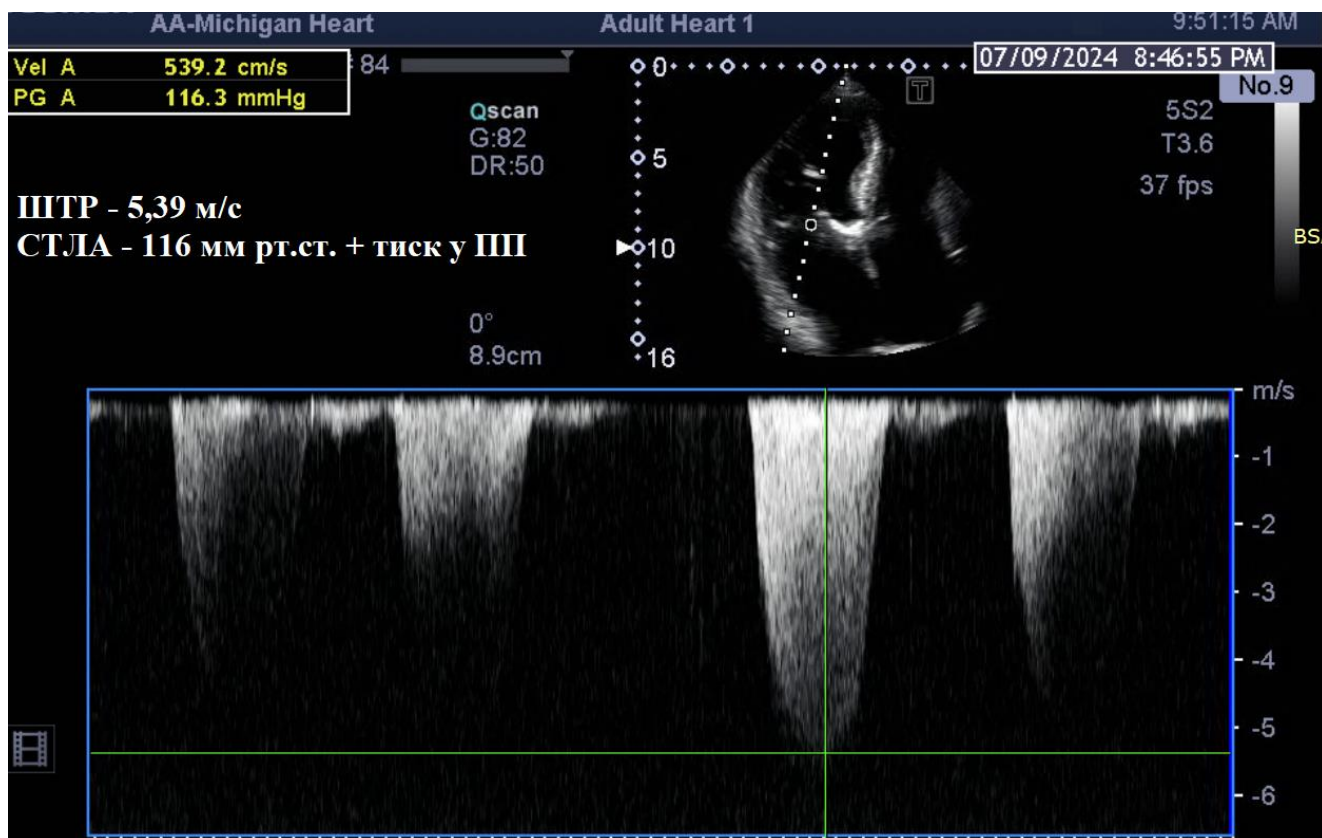 AA-Michigan Heart Adult Heart 1 9:51:15 AM
07/09/2024 8:46:55 PM
Vel A 539.2 cm/s
PG A 116.3 mmHg
84
0
T
No.9
Qscan
G:82
DR:50
5S2
T3.6
37 fps
5
ШТР - 5,39 м/с
СТЛА - 116 мм рт.ст. + тиск у ПП
10
BS
0°
8.9cm
16
m/s
-1
-2
-3
-4
-5
-6